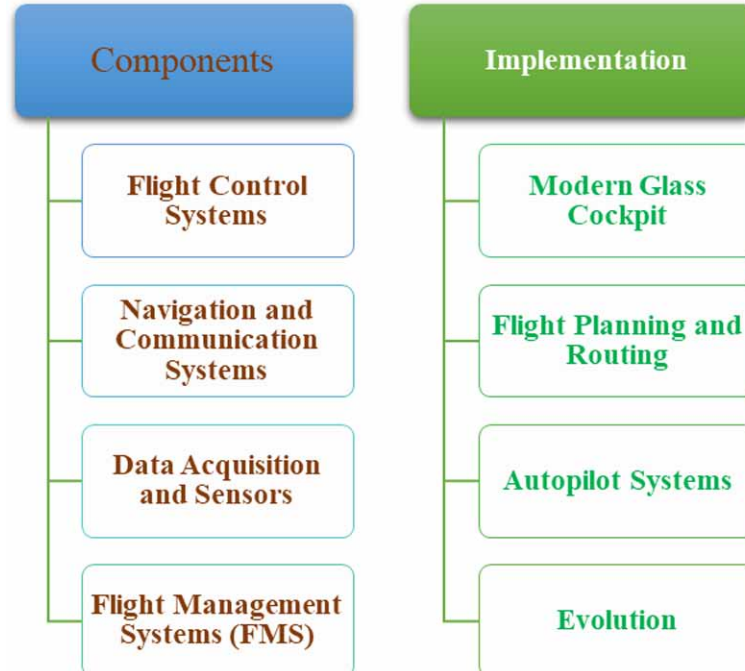 Components
Flight Control
Systems
Navigation and
Communication
Systems
Data Acquisition
and Sensors
Flight Management
Systems (FMS)
Implementation
Modern Glass
Cockpit
Flight Planning and
Routing
Autopilot Systems
Evolution